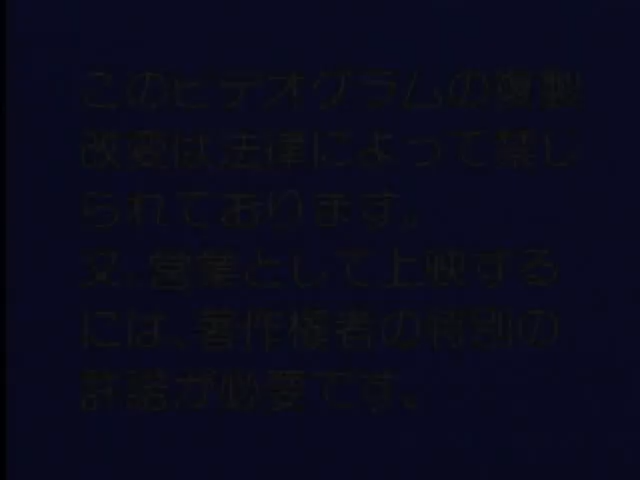 このビデオグラムの複製
改変は法律によって禁じ
られております。
又、営業として上映する
には、著作権者の特別の
許諾が必要です。